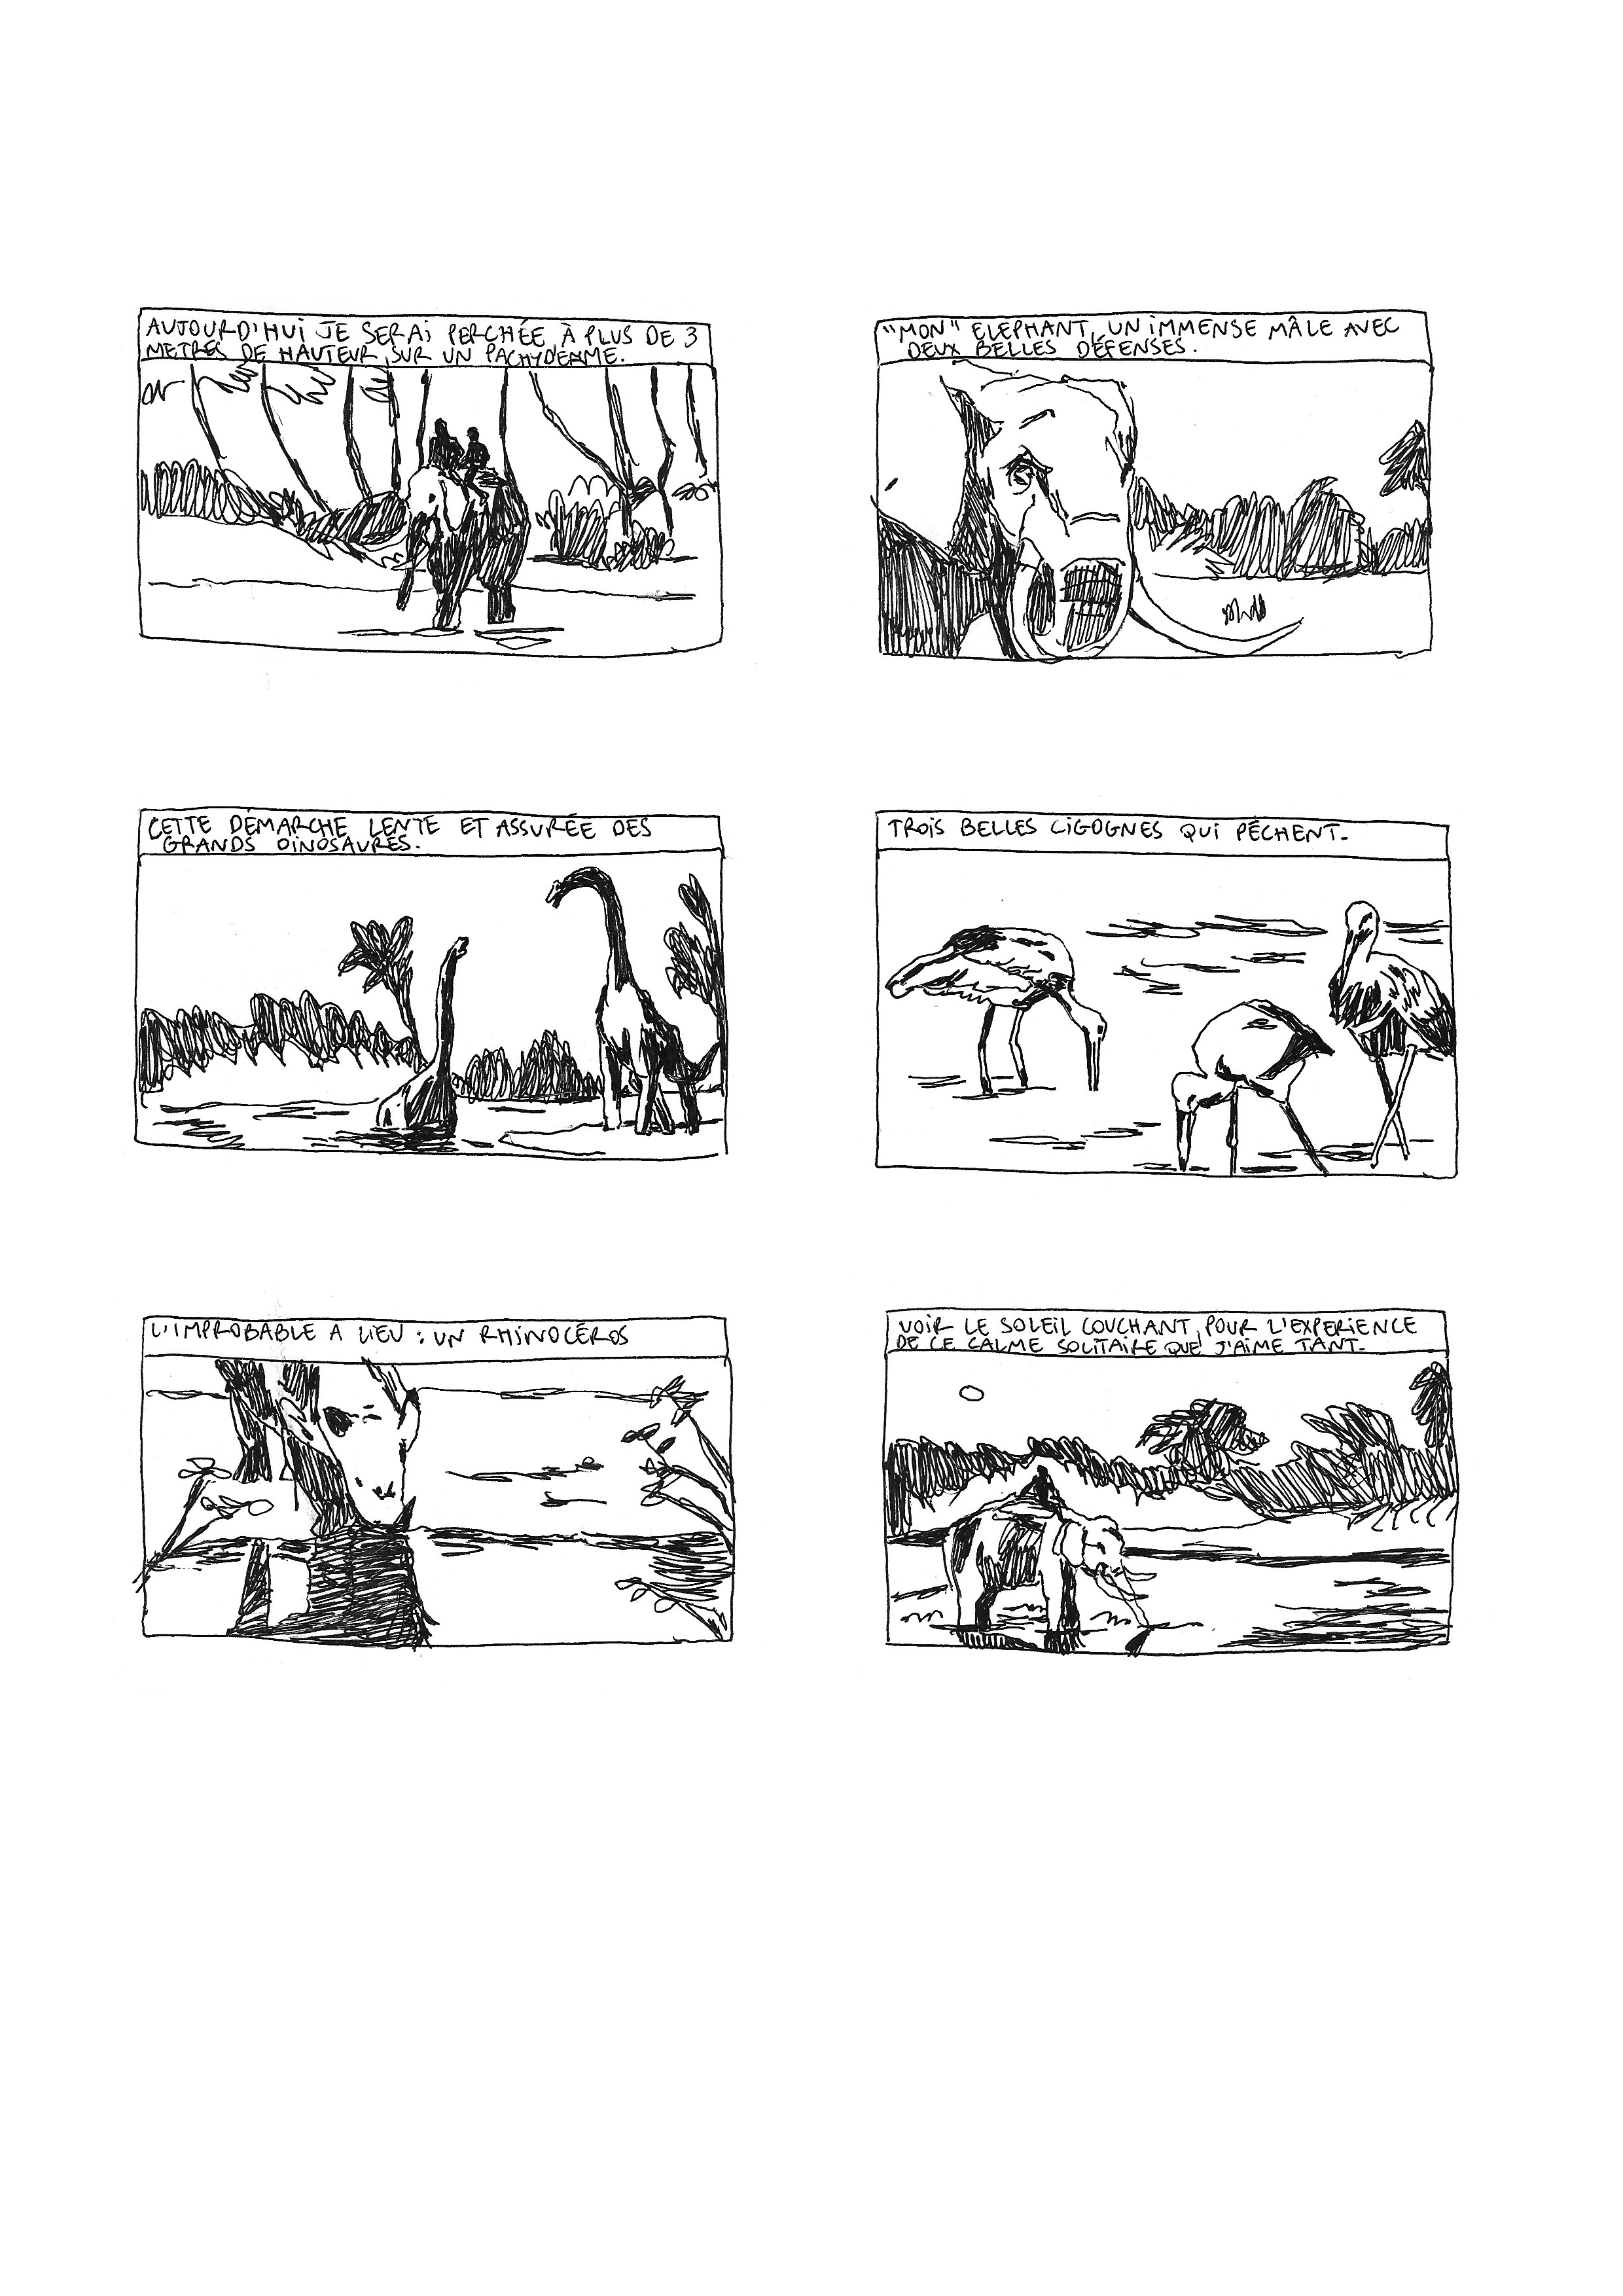 AUJOURD'HUI JE SERAI PERCHÉE À PLUS DE 3
METRES DE HAUTEUR, SUR UN PACHYDERME.
"MON" ELEPHANT, UN IMMENSE MÂLE AVEC
DEUX BELLES DÉFENSES.
CETTE DÉMARCHE LENTE ET ASSURÉE DES
GRANDS DINOSAURES.
TROIS BELLES CIGOGNES QUI PÉCHENT.
L'IMPROBABLE A LIEU : UN RHINOCÉROS
VOIR LE SOLEIL COUCHANT, POUR L'EXPERIENCE
DE CE CALME SOLITAIRE QUE J'AIME TANT.